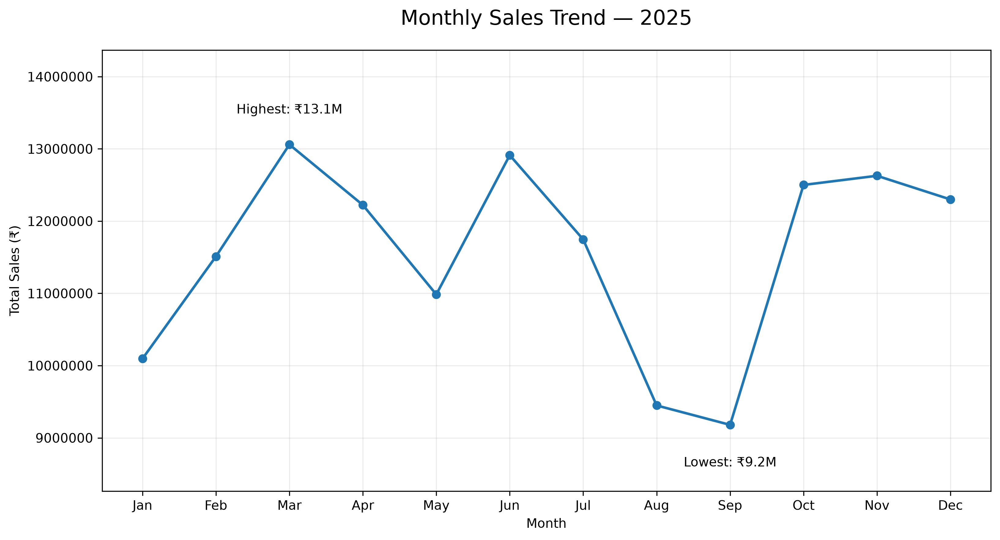 Monthly Sales Trend — 2025
Total Sales (₹)
14000000
13000000
12000000
11000000
10000000
9000000
Highest: ₹13.1M
Lowest: ₹9.2M
Jan Feb Mar Apr May Jun Jul Aug Sep Oct Nov Dec
Month